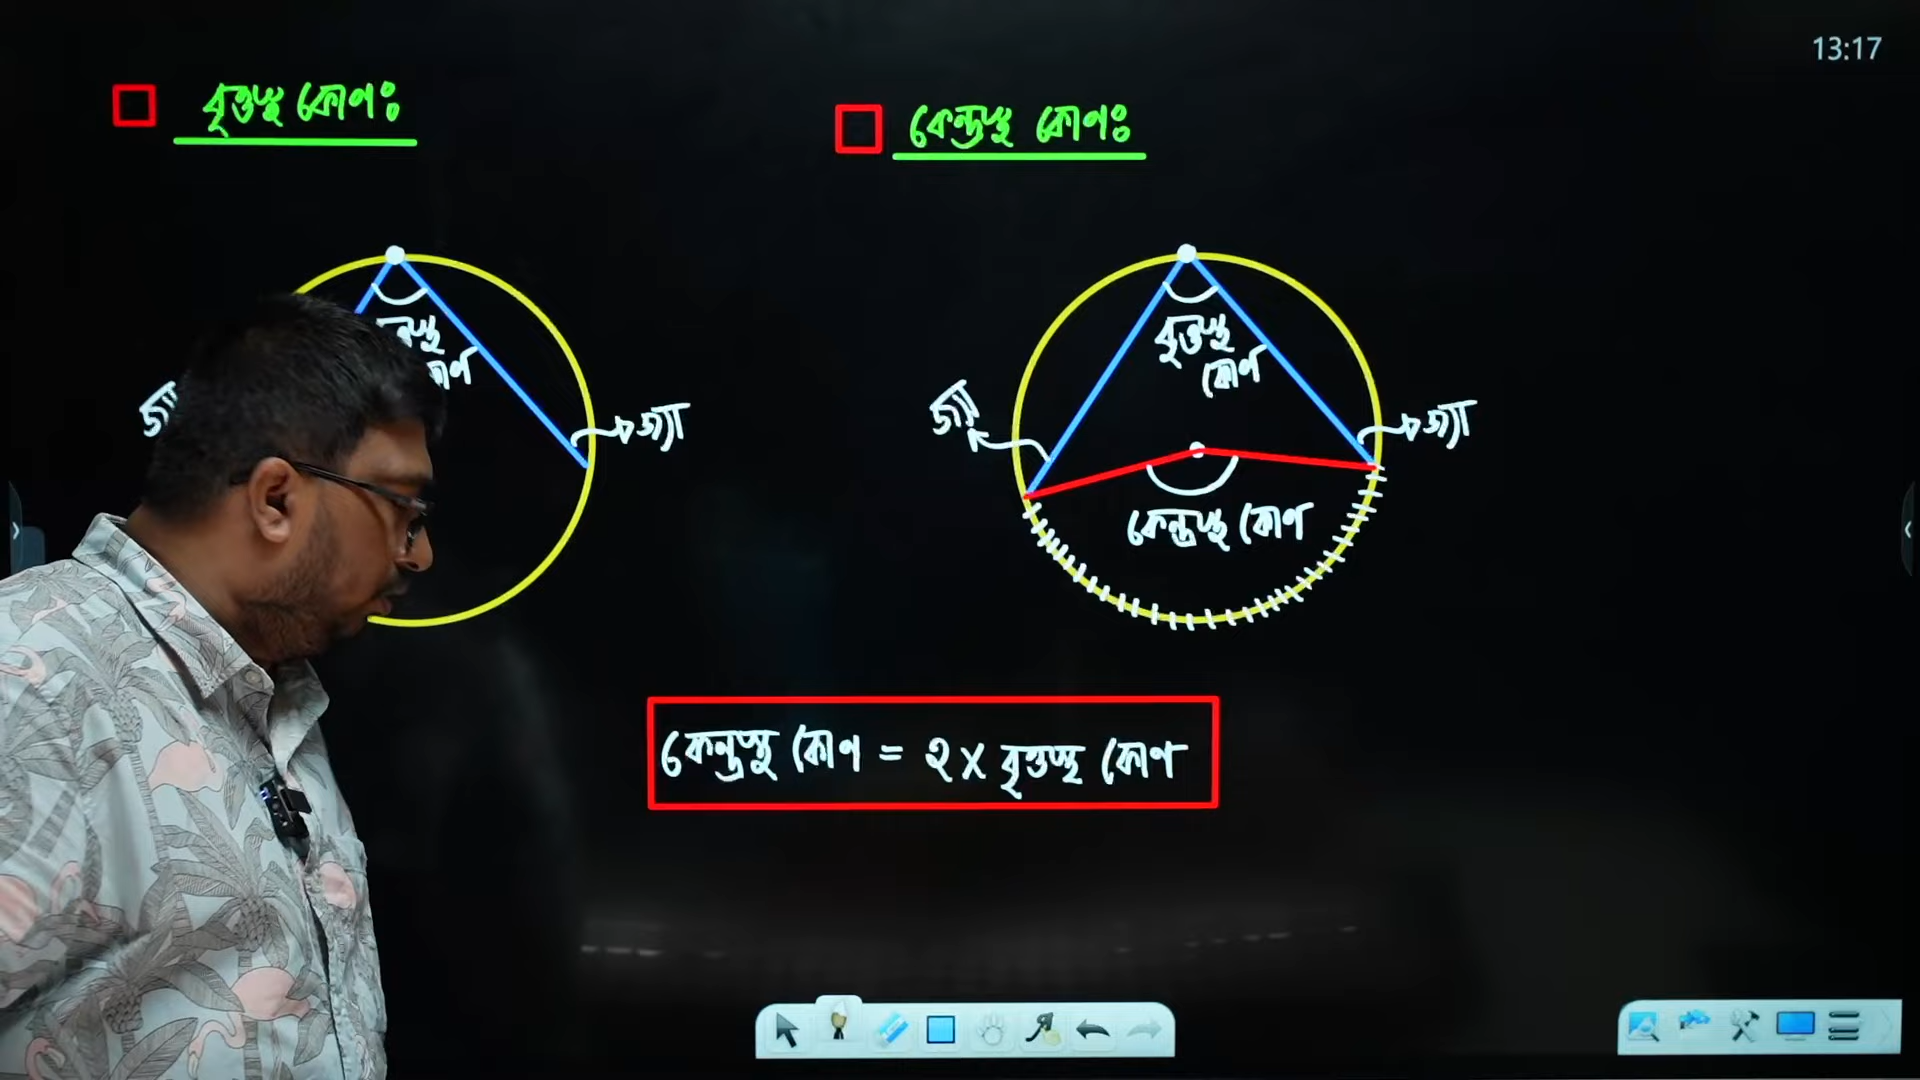 13:17
বৃত্তস্থ কোণঃ
কেন্দ্রস্থ কোণঃ
কোণ
জ্যা
জ্যা
বৃত্তস্থ
কোণ
জ্যা
জ্যা
কেন্দ্রস্থ কোণ
কেন্দ্রস্থ কোণ = ২ × বৃত্তস্থ কোণ